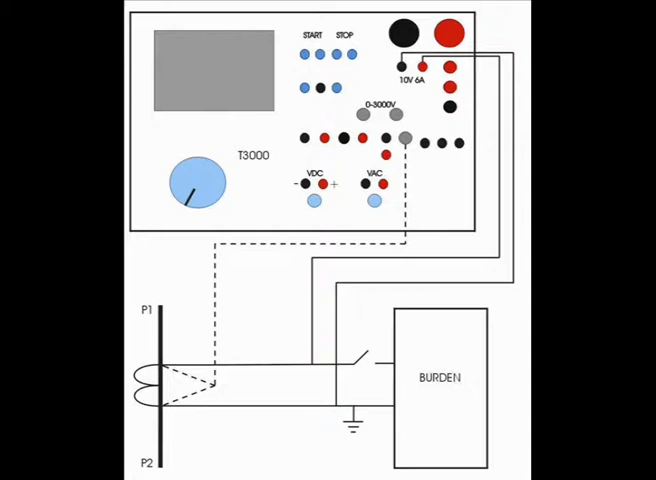 START STOP
10V 6A
0-3000V
T3000
VDC VAC
- +
P1
BURDEN
P2